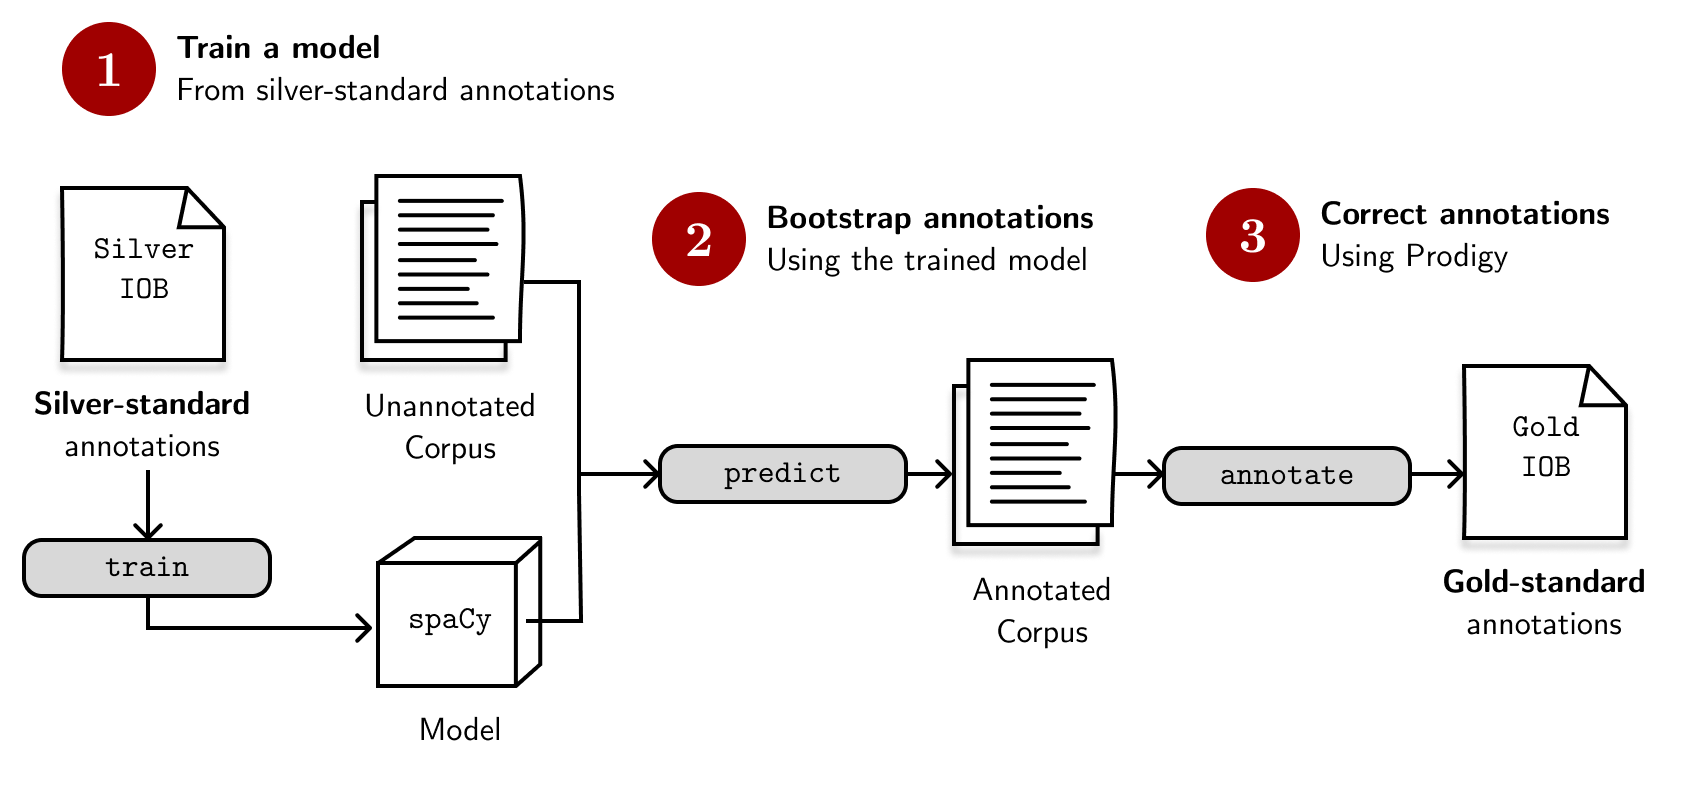 1
Train a model
From silver-standard annotations
Silver
IOB
Silver-standard
annotations
train
Unannotated
Corpus
spaCy
Model
2
Bootstrap annotations
Using the trained model
predict
Annotated
Corpus
3
Correct annotations
Using Prodigy
annotate
Gold
IOB
Gold-standard
annotations